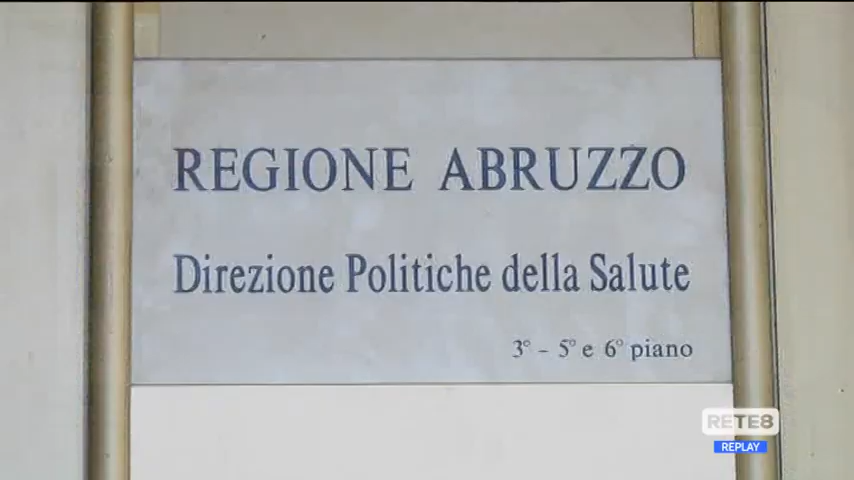 REGIONE ABRUZZO
Direzione Politiche della Salute
3° - 5° e 6° piano
RETE8
REPLAY